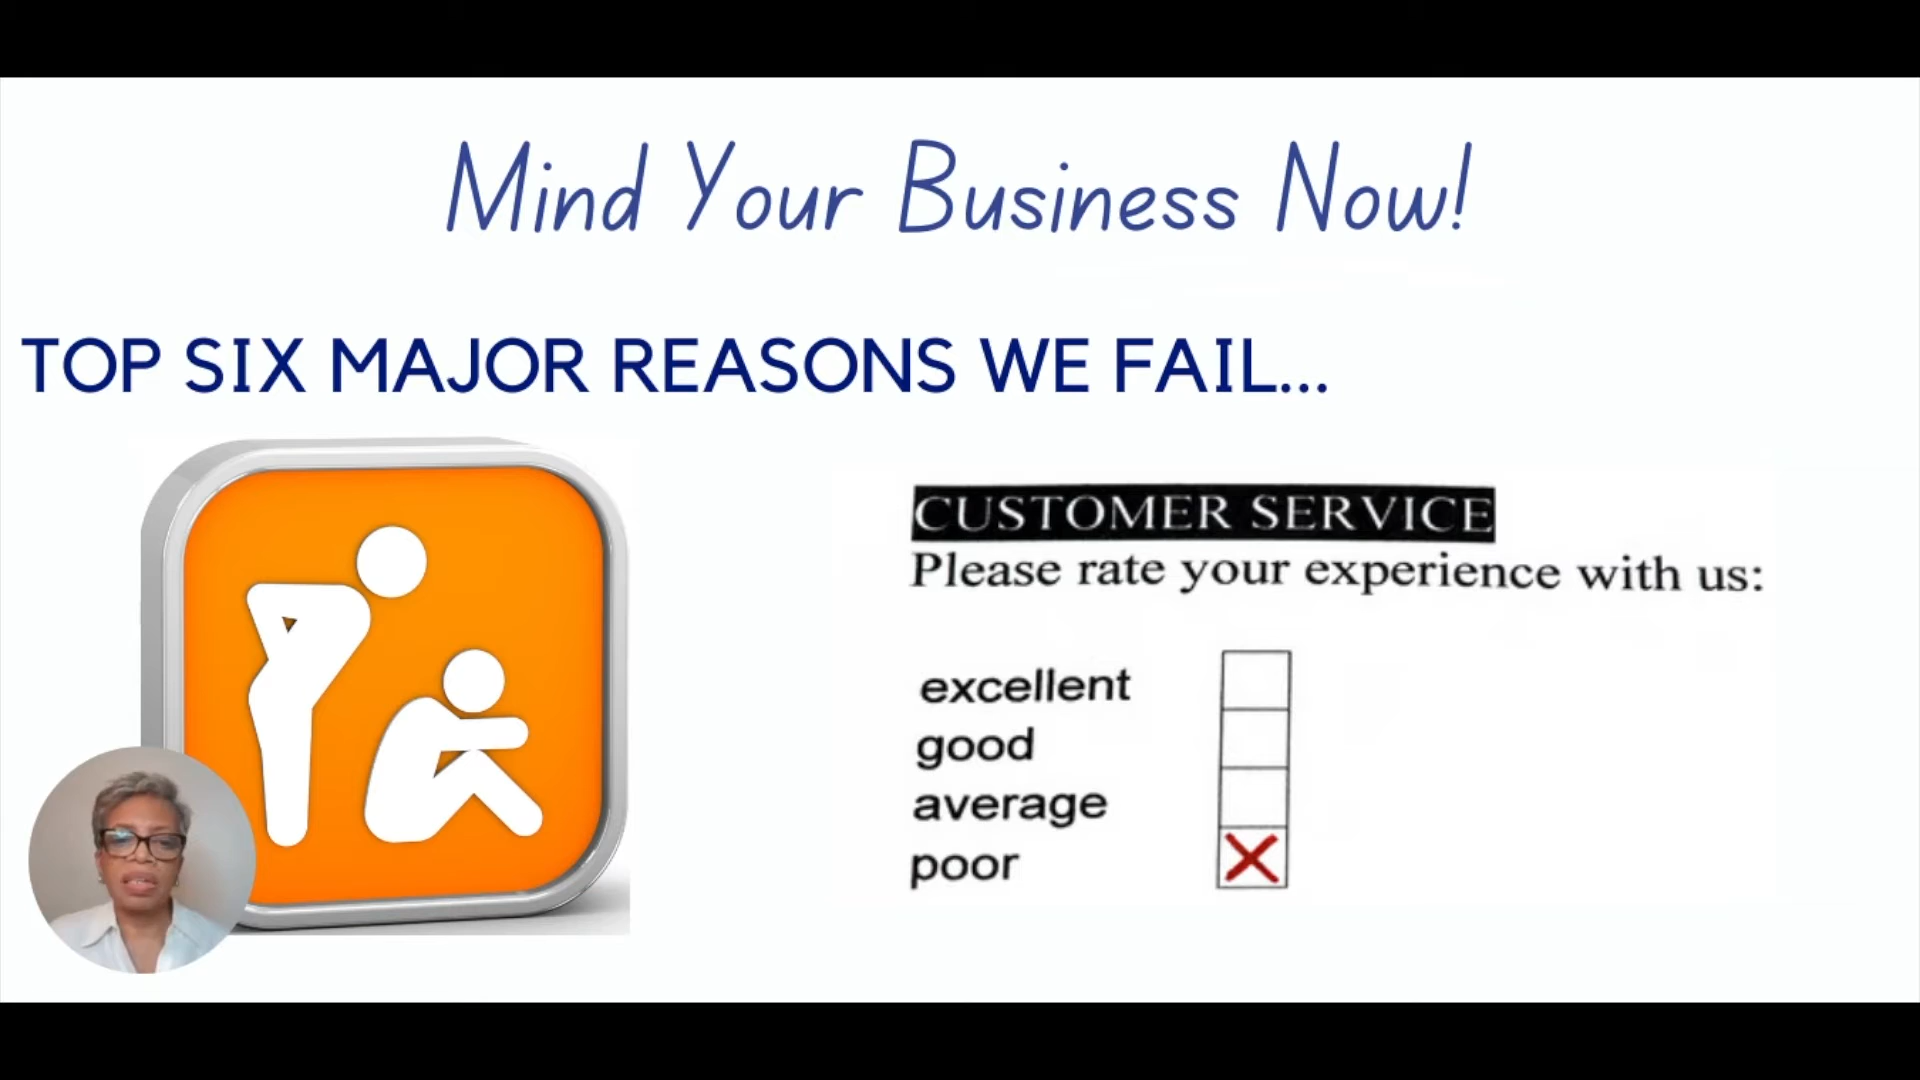 Mind Your Business Now!
TOP SIX MAJOR REASONS WE FAIL...
CUSTOMER SERVICE
Please rate your experience with us:
excellent
good
average
poor